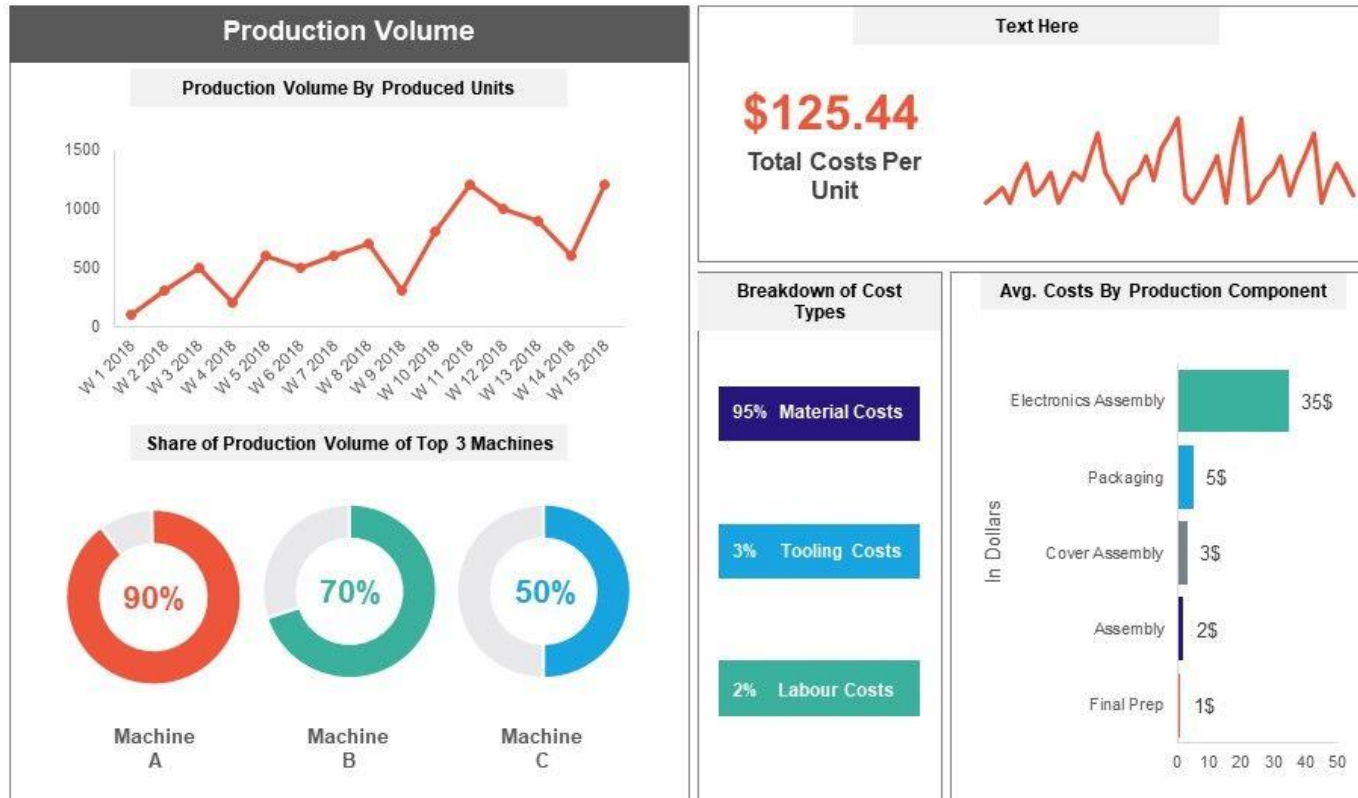 Production Volume
Production Volume By Produced Units
1500
1000
500
0
W 1 2018
W 2 2018
W 3 2018
W 4 2018
W 5 2018
W 6 2018
W 7 2018
W 8 2018
W 9 2018
W 10 2018
W 11 2018
W 12 2018
W 13 2018
W 14 2018
W 15 2018
Share of Production Volume of Top 3 Machines
90%
70%
50%
Machine
A
Machine
B
Machine
C
Text Here
$125.44
Total Costs Per
Unit
Breakdown of Cost
Types
95% Material Costs
3% Tooling Costs
2% Labour Costs
Avg. Costs By Production Component
In Dollars
Electronics Assembly 35$
Packaging 5$
Cover Assembly 3$
Assembly 2$
Final Prep 1$
0 10 20 30 40 50